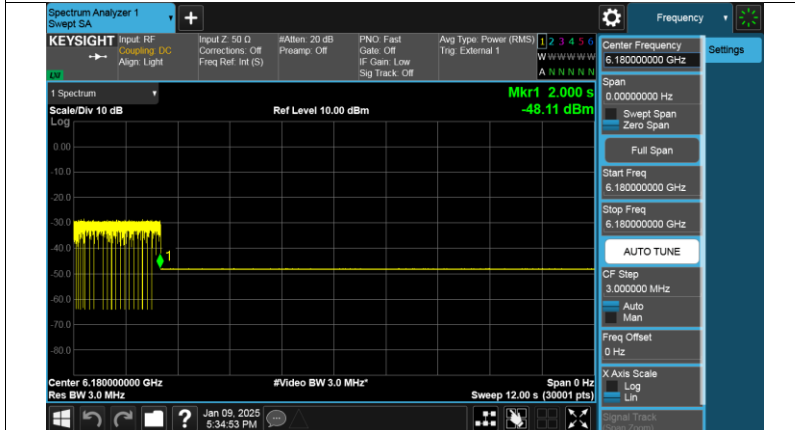 Spectrum Analyzer 1
Swept SA
+
Frequency
KEYSIGHT
Input: RF
Coupling: DC
Align: Light
Input Z: 50 Ω
Corrections: Off
Freq Ref: Int (S)
#Atten: 20 dB
Preamp: Off
PNO: Fast
Gate: Off
IF Gain: Low
Sig Track: Off
Avg Type: Power (RMS)
Trig: External 1
1 2 3 4 5 6
W W W W W W
A N N N N N
LXI
Center Frequency
6.180000000 GHz
Settings
Span
0.00000000 Hz
Swept Span
Zero Span
Full Span
Start Freq
6.180000000 GHz
Stop Freq
6.180000000 GHz
AUTO TUNE
CF Step
3.000000 MHz
Auto
Man
Freq Offset
0 Hz
X Axis Scale
Log
Lin
Signal Track
(Span Zoom)
1 Spectrum
Mkr1 2.000 s
-48.11 dBm
Scale/Div 10 dB
Ref Level 10.00 dBm
Log
0.00
-10.0
-20.0
-30.0
-40.0
-50.0
-60.0
-70.0
-80.0
1
Center 6.180000000 GHz
Res BW 3.0 MHz
#Video BW 3.0 MHz*
Span 0 Hz
Sweep 12.00 s (30001 pts)
?
Jan 09, 2025
5:34:53 PM